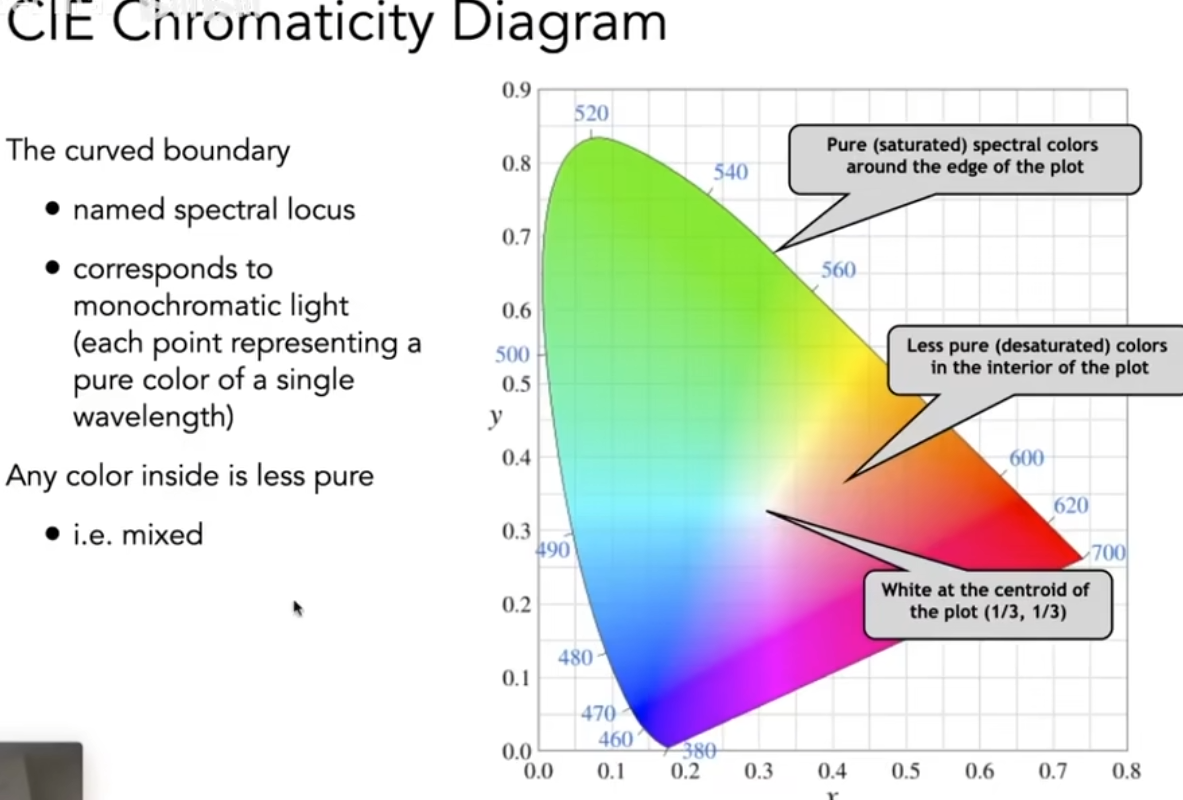 CIE Chromaticity Diagram
The curved boundary
• named spectral locus
• corresponds to
monochromatic light
(each point representing a
pure color of a single
wavelength)
Any color inside is less pure
• i.e. mixed
0.9
0.8
0.7
0.6
0.5
0.4
0.3
0.2
0.1
0.0
y
520
540
560
500
600
620
490
700
480
470
460
380
Pure (saturated) spectral colors
around the edge of the plot
Less pure (desaturated) colors
in the interior of the plot
White at the centroid of
the plot (1/3, 1/3)
0.0 0.1 0.2 0.3 0.4 0.5 0.6 0.7 0.8
x